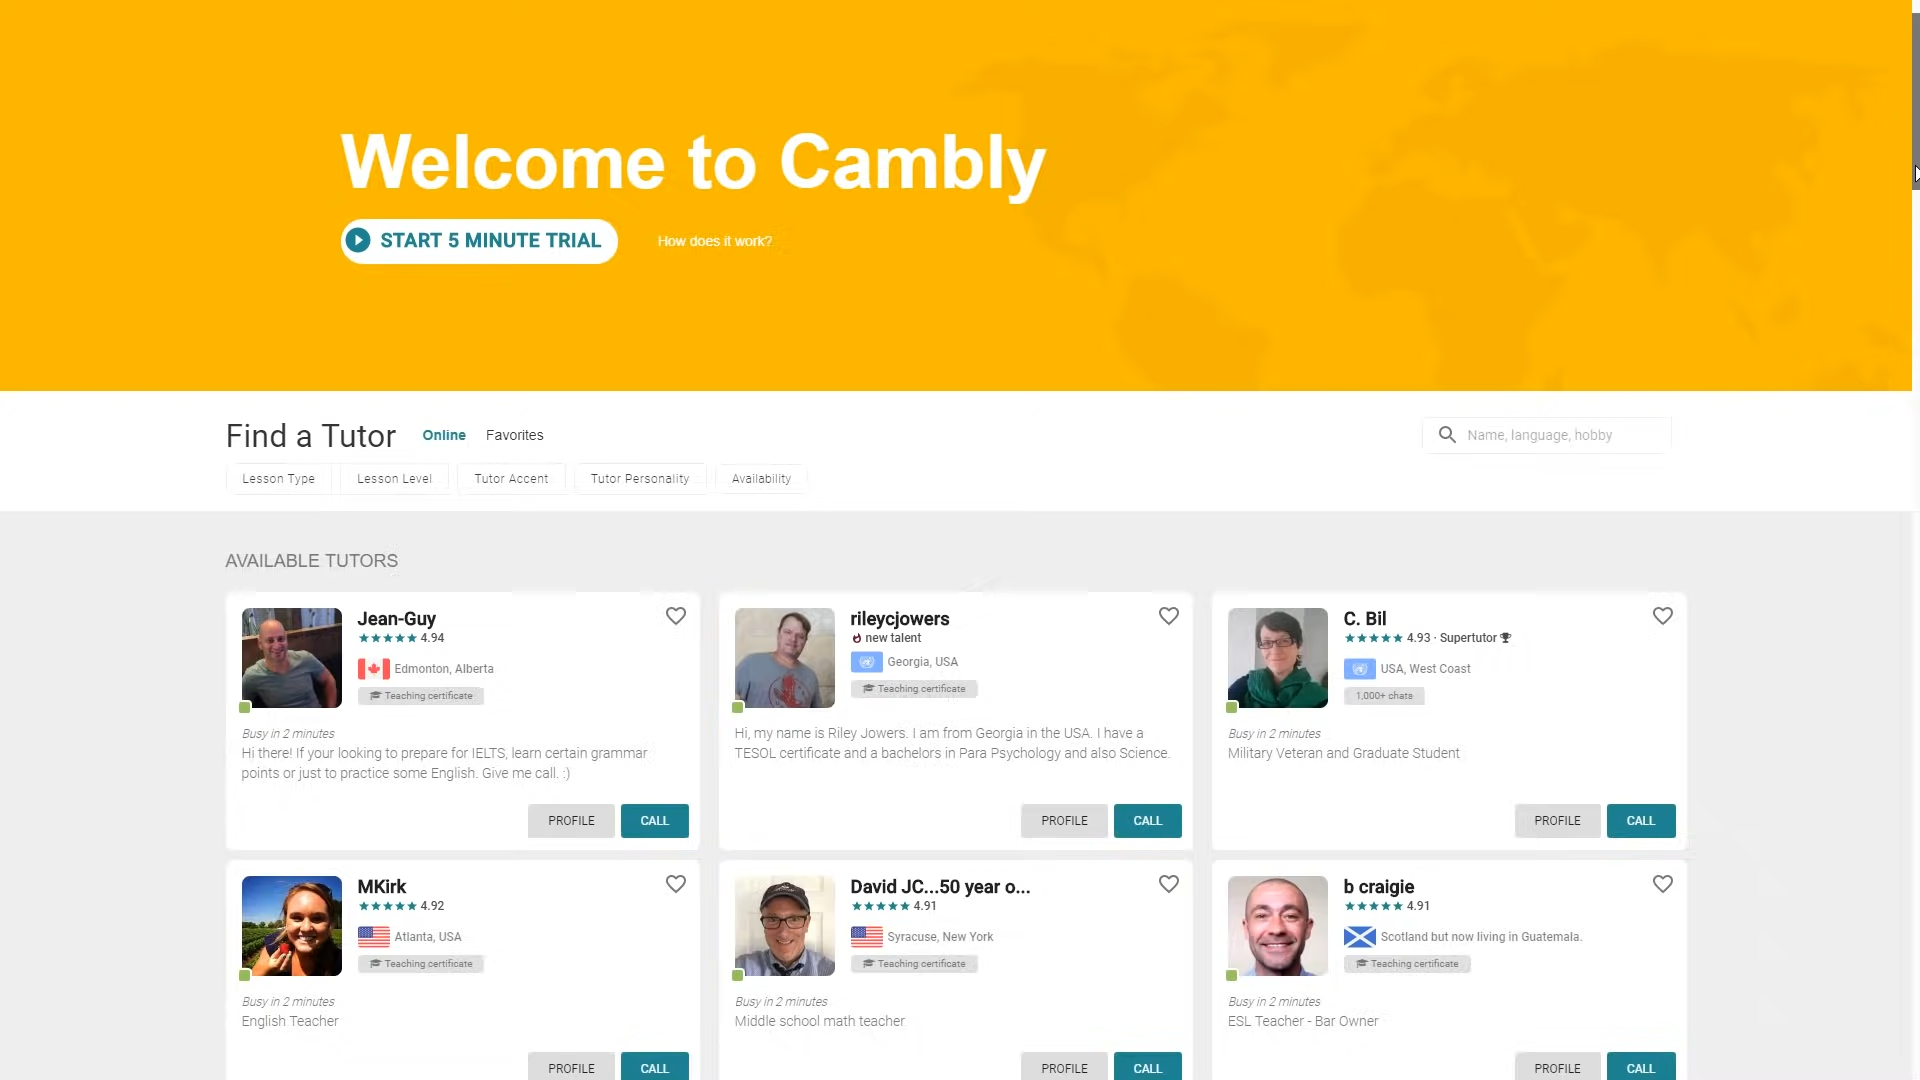 Welcome to Cambly
START 5 MINUTE TRIAL
How does it work?
Find a Tutor
Online
Favorites
Name, language, hobby
Lesson Type
Lesson Level
Tutor Accent
Tutor Personality
Availability
AVAILABLE TUTORS
Jean-Guy
4.94
Edmonton, Alberta
Teaching certificate
Busy in 2 minutes
Hi there! If your looking to prepare for IELTS, learn certain grammar
points or just to practice some English. Give me call. :)
PROFILE
CALL
rileycjowers
new talent
Georgia, USA
Teaching certificate
Hi, my name is Riley Jowers. I am from Georgia in the USA. I have a
TESOL certificate and a bachelors in Para Psychology and also Science.
PROFILE
CALL
C. Bil
4.93 · Supertutor
USA, West Coast
1,000+ chats
Busy in 2 minutes
Military Veteran and Graduate Student
PROFILE
CALL
MKirk
4.92
Atlanta, USA
Teaching certificate
Busy in 2 minutes
English Teacher
PROFILE
CALL
David JC...50 year o...
4.91
Syracuse, New York
Teaching certificate
Busy in 2 minutes
Middle school math teacher
PROFILE
CALL
b craigie
4.91
Scotland but now living in Guatemala.
Teaching certificate
Busy in 2 minutes
ESL Teacher - Bar Owner
PROFILE
CALL